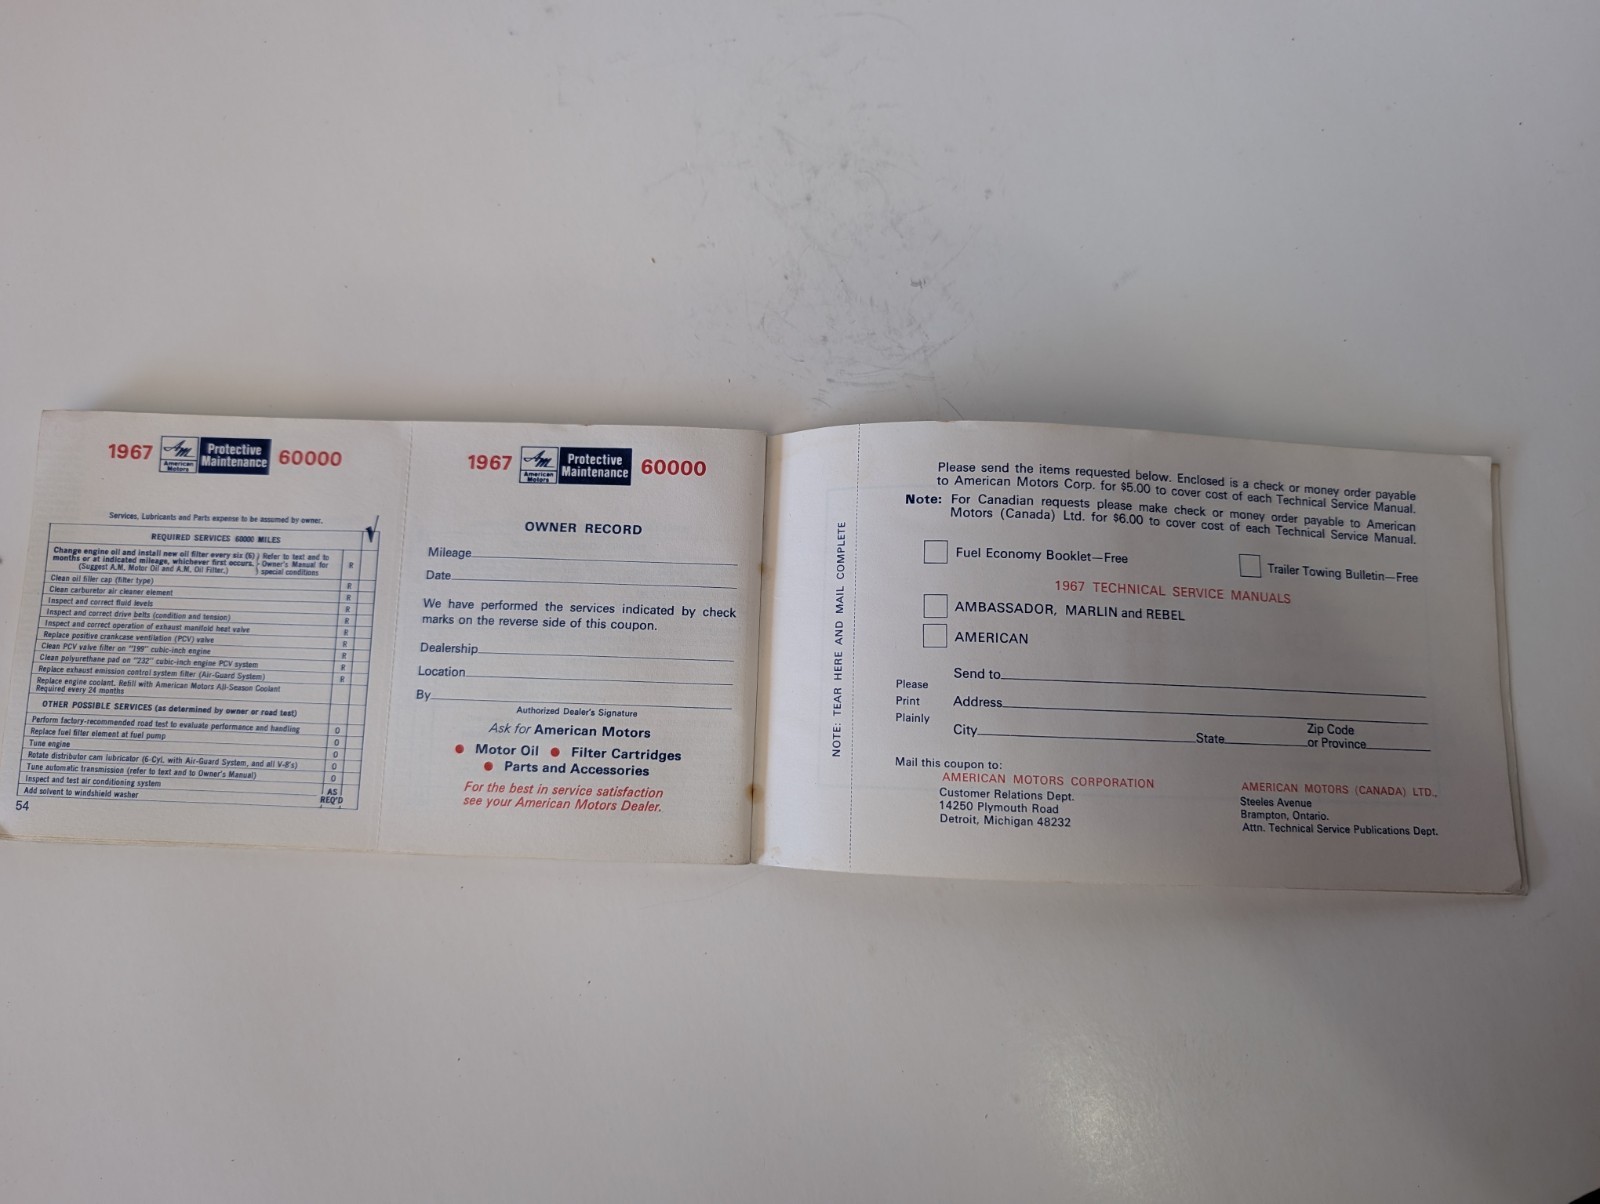 1967 AM American Motors Protective Maintenance 60000
Services, Lubricants and Parts expense to be assumed by owner.
REQUIRED SERVICES 60000 MILES
Change engine oil and install new oil filter every six (6)
months or at indicated mileage, whichever first occurs.
(Suggest A.M. Motor Oil and A.M. Oil Filter.)
Refer to text and to
Owner's Manual for
special conditions
R
Clean oil filler cap (filter type) R
Clean carburetor air cleaner element R
Inspect and correct fluid levels R
Inspect and correct drive belts (condition and tension) R
Inspect and correct operation of exhaust manifold heat valve R
Replace positive crankcase ventilation (PCV) valve R
Clean PCV valve filter on "199" cubic-inch engine R
Clean polyurethane pad on "232" cubic-inch engine PCV system R
Replace exhaust emission control system filter (Air-Guard System) R
Replace engine coolant. Refill with American Motors All-Season Coolant
Required every 24 months
OTHER POSSIBLE SERVICES (as determined by owner or road test)
Perform factory-recommended road test to evaluate performance and handling O
Replace fuel filter element at fuel pump O
Tune engine O
Rotate distributor cam lubricator (6-Cyl. with Air-Guard System, and all V-8's) O
Tune automatic transmission (refer to text and to Owner's Manual) O
Inspect and test air conditioning system
Add solvent to windshield washer AS REQ'D
54
1967 AM American Motors Protective Maintenance 60000
OWNER RECORD
Mileage
Date
We have performed the services indicated by check
marks on the reverse side of this coupon.
Dealership
Location
By
Authorized Dealer's Signature
Ask for American Motors
• Motor Oil • Filter Cartridges
• Parts and Accessories
For the best in service satisfaction
see your American Motors Dealer.
NOTE: TEAR HERE AND MAIL COMPLETE
Please send the items requested below. Enclosed is a check or money order payable
to American Motors Corp. for $5.00 to cover cost of each Technical Service Manual.
Note: For Canadian requests please make check or money order payable to American
Motors (Canada) Ltd. for $6.00 to cover cost of each Technical Service Manual.
Fuel Economy Booklet—Free
Trailer Towing Bulletin—Free
1967 TECHNICAL SERVICE MANUALS
AMBASSADOR, MARLIN and REBEL
AMERICAN
Please
Print
Plainly
Send to
Address
City State Zip Code
or Province
Mail this coupon to:
AMERICAN MOTORS CORPORATION
Customer Relations Dept.
14250 Plymouth Road
Detroit, Michigan 48232
AMERICAN MOTORS (CANADA) LTD.,
Steeles Avenue
Brampton, Ontario.
Attn. Technical Service Publications Dept.